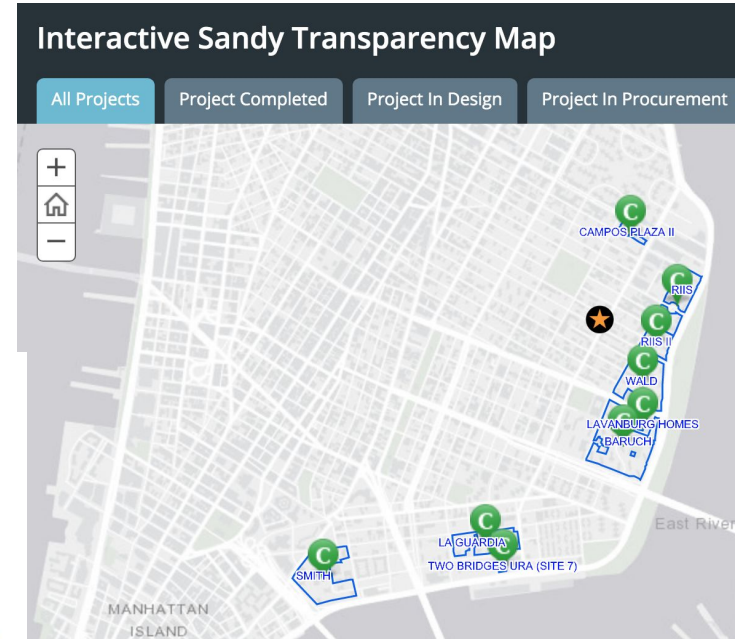 Interactive Sandy Transparency Map
All Projects
Project Completed
Project In Design
Project In Procurement
+
−
C
CAMPOS PLAZA II
C
RIIS
C
RIIS II
C
WALD
C
LAVANBURG HOMES
C
BARUCH
East River
C
LA GUARDIA
C
TWO BRIDGES URA (SITE 7)
C
SMITH
MANHATTAN
ISLAND